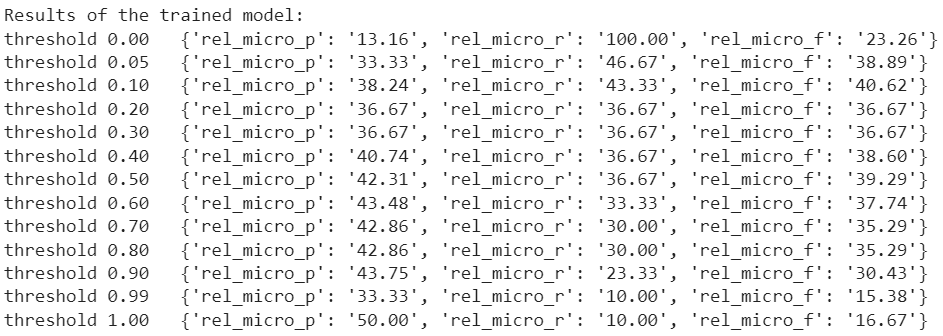 Results of the trained model:
threshold 0.00   {'rel_micro_p': '13.16', 'rel_micro_r': '100.00', 'rel_micro_f': '23.26'}
threshold 0.05   {'rel_micro_p': '33.33', 'rel_micro_r': '46.67', 'rel_micro_f': '38.89'}
threshold 0.10   {'rel_micro_p': '38.24', 'rel_micro_r': '43.33', 'rel_micro_f': '40.62'}
threshold 0.20   {'rel_micro_p': '36.67', 'rel_micro_r': '36.67', 'rel_micro_f': '36.67'}
threshold 0.30   {'rel_micro_p': '36.67', 'rel_micro_r': '36.67', 'rel_micro_f': '36.67'}
threshold 0.40   {'rel_micro_p': '40.74', 'rel_micro_r': '36.67', 'rel_micro_f': '38.60'}
threshold 0.50   {'rel_micro_p': '42.31', 'rel_micro_r': '36.67', 'rel_micro_f': '39.29'}
threshold 0.60   {'rel_micro_p': '43.48', 'rel_micro_r': '33.33', 'rel_micro_f': '37.74'}
threshold 0.70   {'rel_micro_p': '42.86', 'rel_micro_r': '30.00', 'rel_micro_f': '35.29'}
threshold 0.80   {'rel_micro_p': '42.86', 'rel_micro_r': '30.00', 'rel_micro_f': '35.29'}
threshold 0.90   {'rel_micro_p': '43.75', 'rel_micro_r': '23.33', 'rel_micro_f': '30.43'}
threshold 0.99   {'rel_micro_p': '33.33', 'rel_micro_r': '10.00', 'rel_micro_f': '15.38'}
threshold 1.00   {'rel_micro_p': '50.00', 'rel_micro_r': '10.00', 'rel_micro_f': '16.67'}